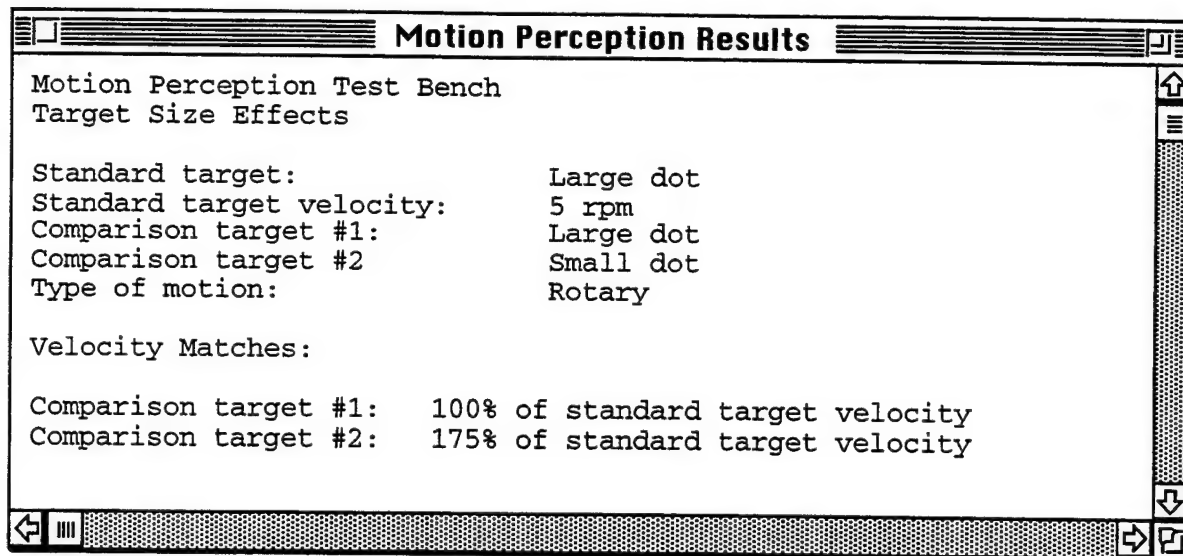 Motion Perception Results
Motion Perception Test Bench
Target Size Effects
Standard target: Large dot
Standard target velocity: 5 rpm
Comparison target #1: Large dot
Comparison target #2 Small dot
Type of motion: Rotary
Velocity Matches:
Comparison target #1: 100% of standard target velocity
Comparison target #2: 175% of standard target velocity